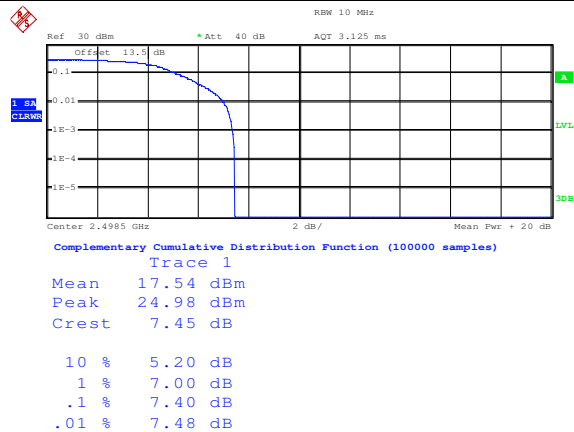 RBW 10 MHz
Ref 30 dBm * Att 40 dB AQT 3.125 ms
Offset 13.5 dB
0.1
A
1 SA
0.01
CLRWR
LVL
1E-3
1E-4
1E-5
3DB
Center 2.4985 GHz 2 dB/ Mean Pwr + 20 dB
Complementary Cumulative Distribution Function (100000 samples)
Trace 1
Mean 17.54 dBm
Peak 24.98 dBm
Crest 7.45 dB
10 % 5.20 dB
1 % 7.00 dB
.1 % 7.40 dB
.01 % 7.48 dB